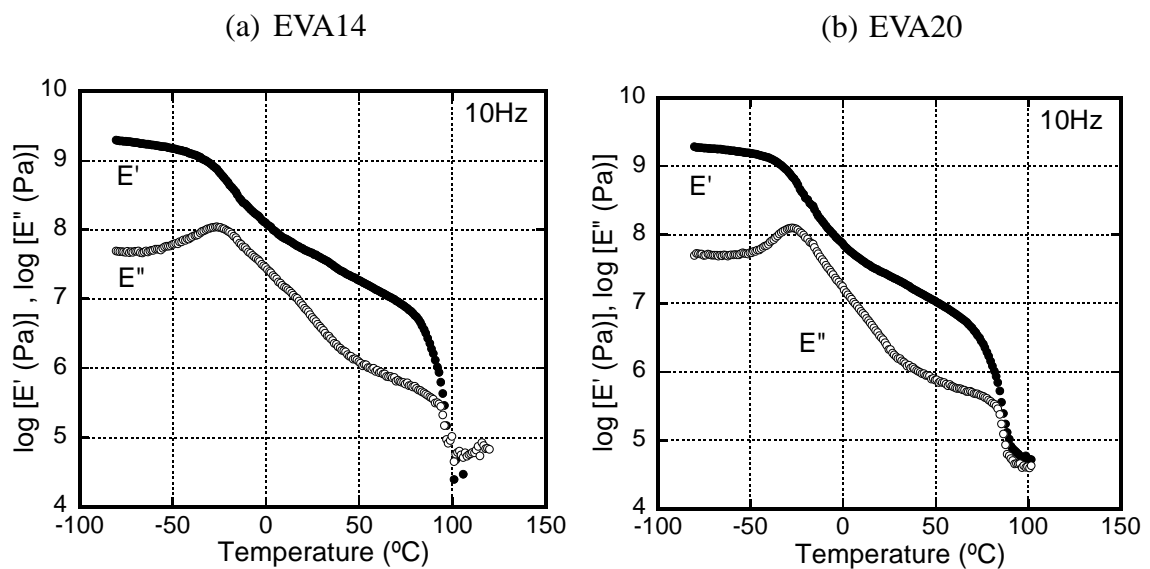 (a) EVA14
10
9
8
7
6
5
4
-100
-50
0
50
100
150
log [E' (Pa)] , log [E" (Pa)]
Temperature (ºC)
10Hz
E'
E"
(b) EVA20
10
9
8
7
6
5
4
-100
-50
0
50
100
150
log [E' (Pa)], log [E" (Pa)]
Temperature (ºC)
10Hz
E'
E"